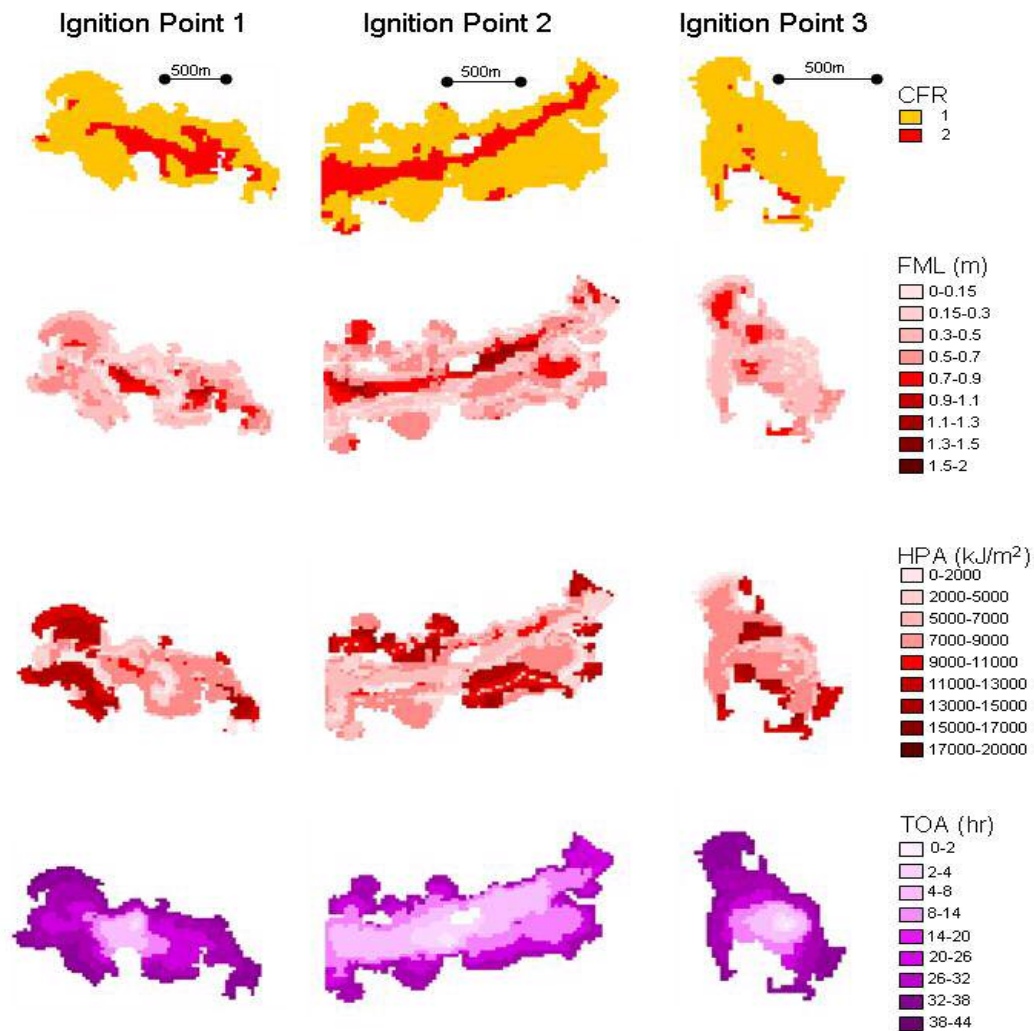 Ignition Point 1
Ignition Point 2
Ignition Point 3
500m
500m
500m
CFR
1
2
FML (m)
0-0.15
0.15-0.3
0.3-0.5
0.5-0.7
0.7-0.9
0.9-1.1
1.1-1.3
1.3-1.5
1.5-2
HPA (kJ/m²)
0-2000
2000-5000
5000-7000
7000-9000
9000-11000
11000-13000
13000-15000
15000-17000
17000-20000
TOA (hr)
0-2
2-4
4-8
8-14
14-20
20-26
26-32
32-38
38-44